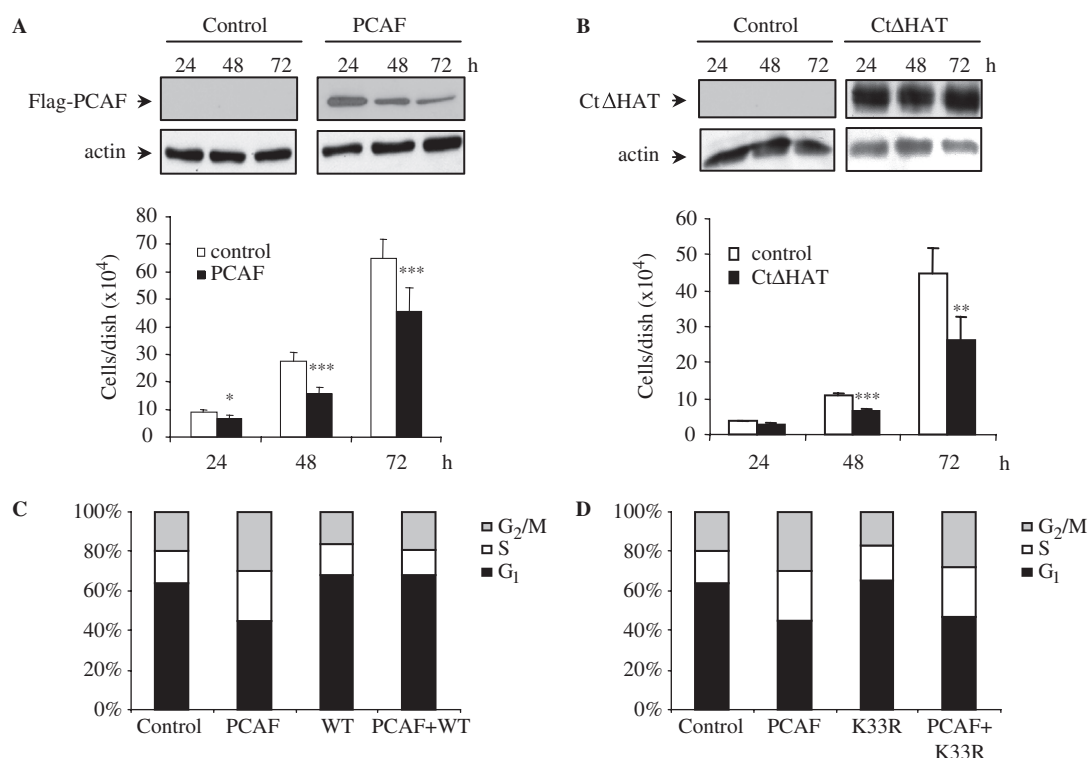 A
Control PCAF
24 48 72 24 48 72 h
Flag-PCAF
actin
80
70
60
50
40
30
20
10
0
Cells/dish (x10⁴)
control
PCAF
*
***
***
24 48 72 h
B
Control CtΔHAT
24 48 72 24 48 72 h
CtΔHAT
actin
60
50
40
30
20
10
0
Cells/dish (x10⁴)
control
CtΔHAT
***
**
24 48 72 h
C
100%
80%
60%
40%
20%
0%
G₂/M
S
G₁
Control PCAF WT PCAF+WT
D
100%
80%
60%
40%
20%
0%
G₂/M
S
G₁
Control PCAF K33R PCAF+
K33R